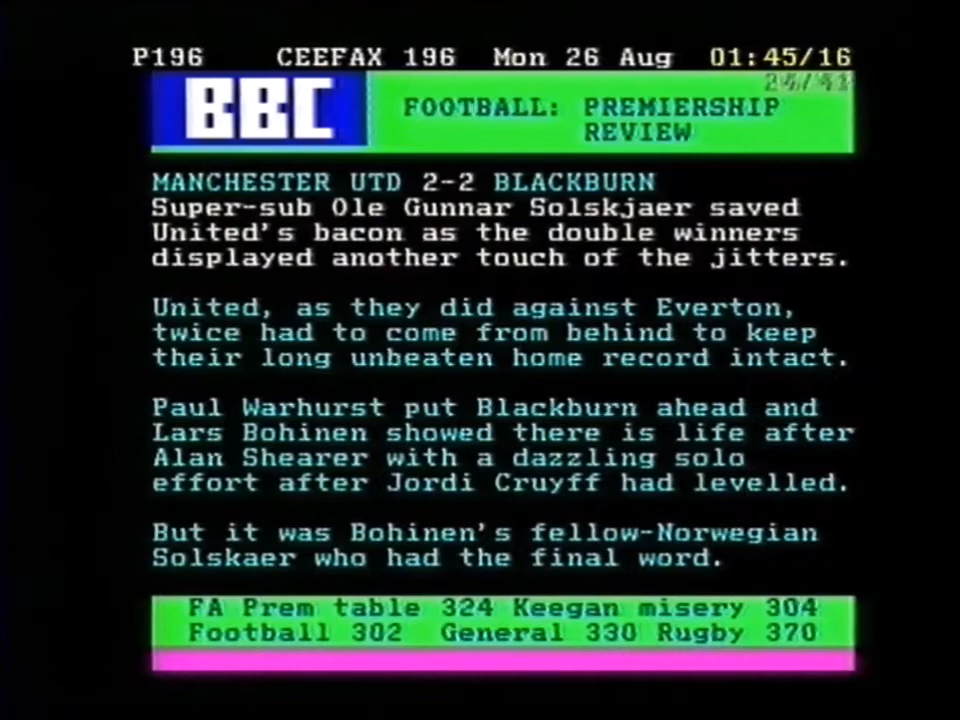 P196 CEEFAX 196 Mon 26 Aug 01:45/16
24/41
BBC
FOOTBALL: PREMIERSHIP
REVIEW
MANCHESTER UTD 2-2 BLACKBURN
Super-sub Ole Gunnar Solskjaer saved
United's bacon as the double winners
displayed another touch of the jitters.
United, as they did against Everton,
twice had to come from behind to keep
their long unbeaten home record intact.
Paul Warhurst put Blackburn ahead and
Lars Bohinen showed there is life after
Alan Shearer with a dazzling solo
effort after Jordi Cruyff had levelled.
But it was Bohinen's fellow-Norwegian
Solskaer who had the final word.
FA Prem table 324 Keegan misery 304
Football 302 General 330 Rugby 370